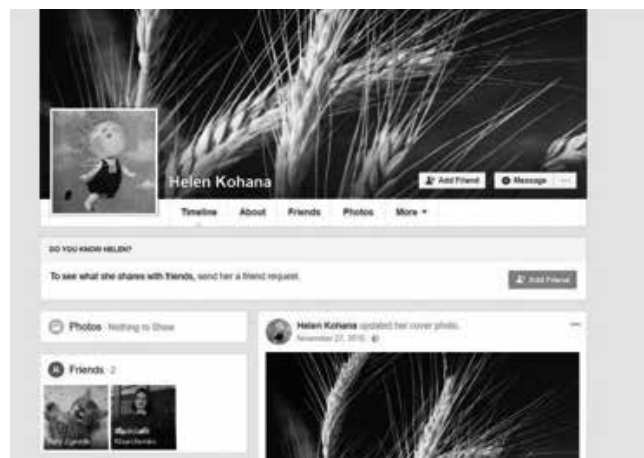 Helen Kohana
Add Friend
Message
Timeline About Friends Photos More
DO YOU KNOW HELEN?
To see what she shares with friends, send her a friend request.
Add Friend
Photos · Nothing to Show
Helen Kohana updated her cover photo.
November 27, 2015 ·
Friends · 2
Kharchenko